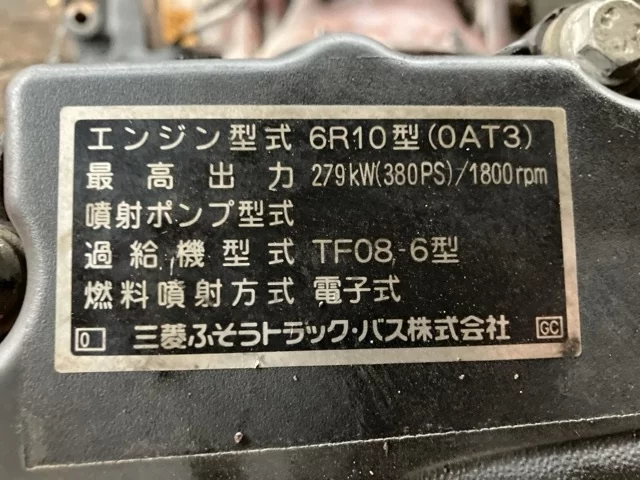 エンジン型式 6R10型(0AT3)
最高出力 279kW(380PS)/1800rpm
噴射ポンプ型式
過給機型式 TF08-6型
燃料噴射方式 電子式
0 三菱ふそうトラック・バス株式会社 GC